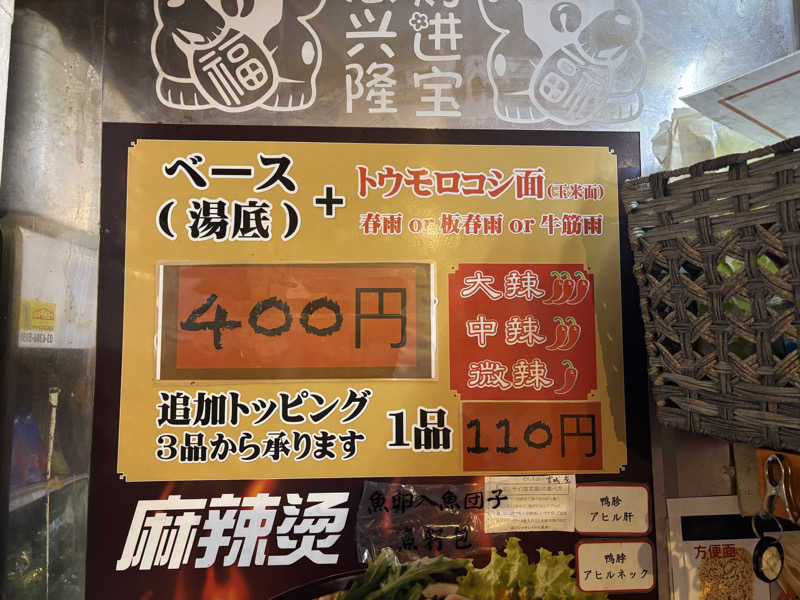 福
兴隆
进宝
ベース
(湯底)
+
トウモロコシ面(玉米面)
春雨 or 板春雨 or 牛筋雨
400円
大辣
中辣
微辣
追加トッピング
3品から承ります
1品
110円
麻辣烫
魚卵入魚団子
魚籽包
鴨胗
アヒル肝
鴨脖
アヒルネック
方便面